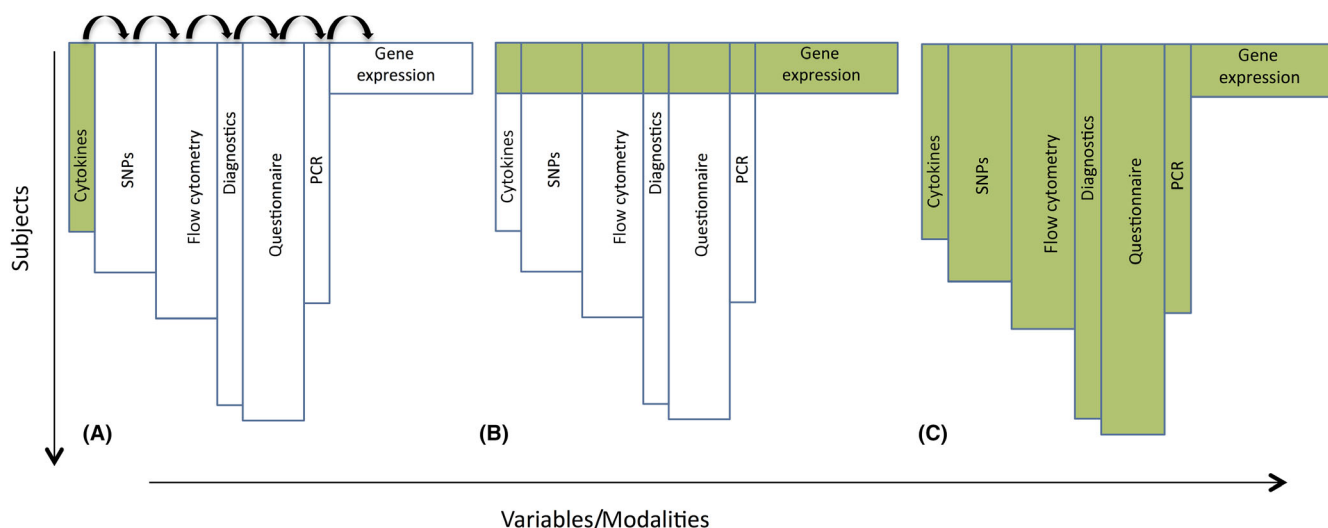 Gene
expression
Cytokines
SNPs
Flow cytometry
Diagnostics
Questionnaire
PCR
(A)
Gene
expression
Cytokines
SNPs
Flow cytometry
Diagnostics
Questionnaire
PCR
(B)
Gene
expression
Cytokines
SNPs
Flow cytometry
Diagnostics
Questionnaire
PCR
(C)
Subjects
Variables/Modalities